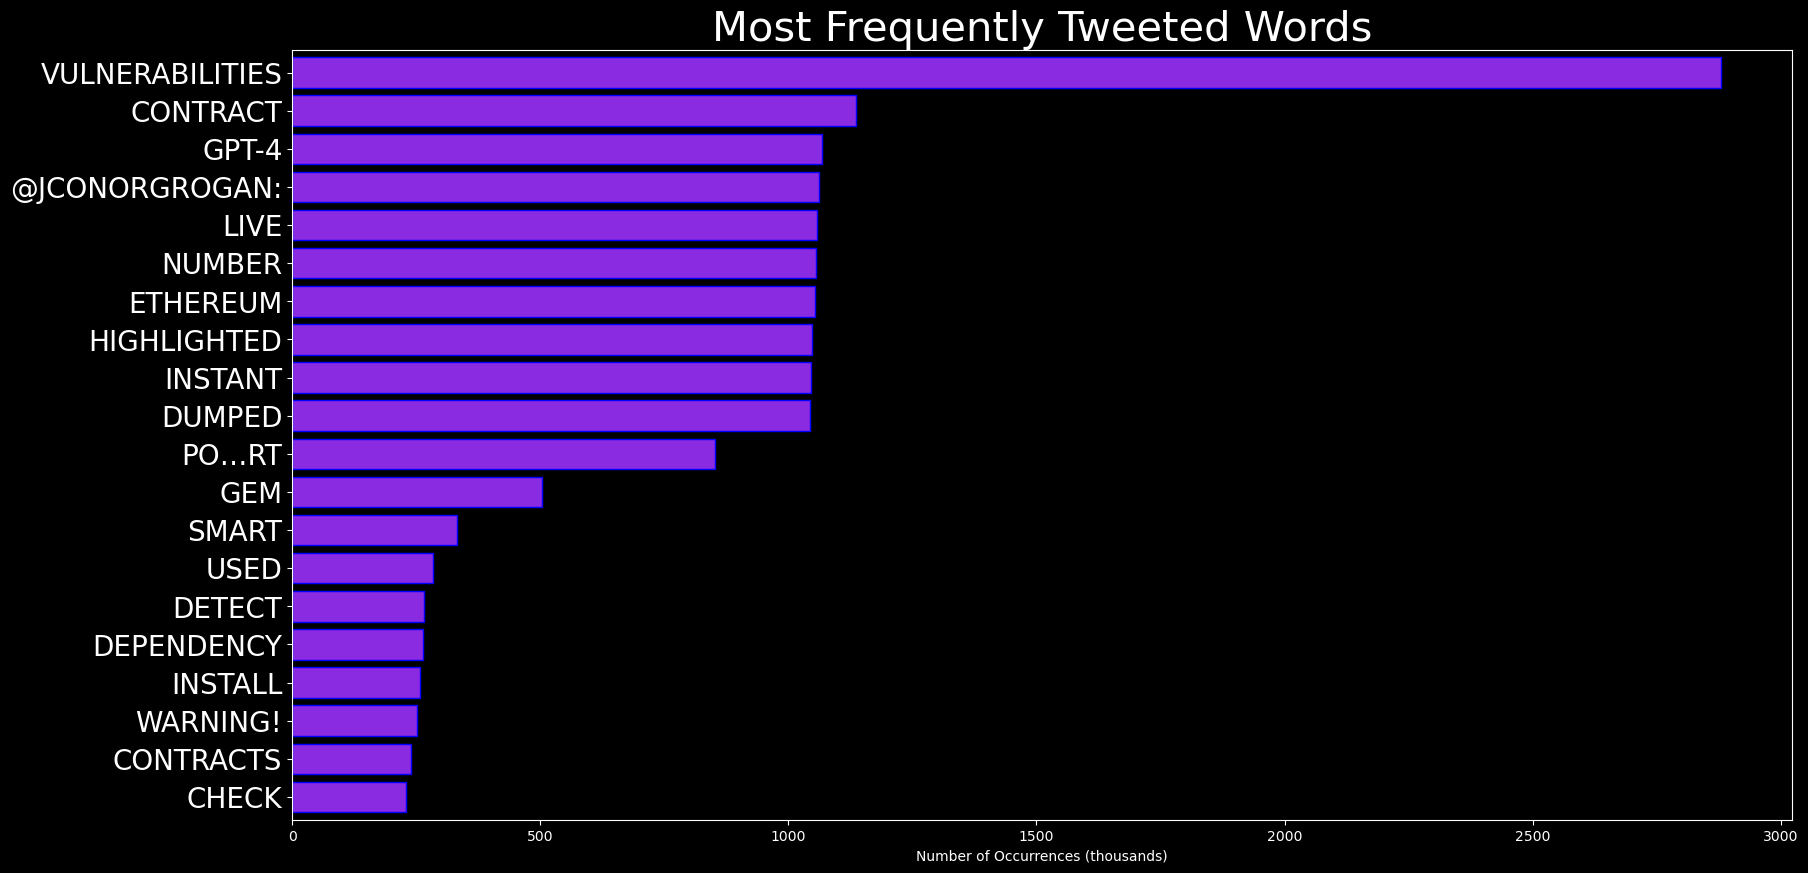 Most Frequently Tweeted Words
VULNERABILITIES
CONTRACT
GPT-4
@JCONORGROGAN:
LIVE
NUMBER
ETHEREUM
HIGHLIGHTED
INSTANT
DUMPED
PO...RT
GEM
SMART
USED
DETECT
DEPENDENCY
INSTALL
WARNING!
CONTRACTS
CHECK
0 500 1000 1500 2000 2500 3000
Number of Occurrences (thousands)